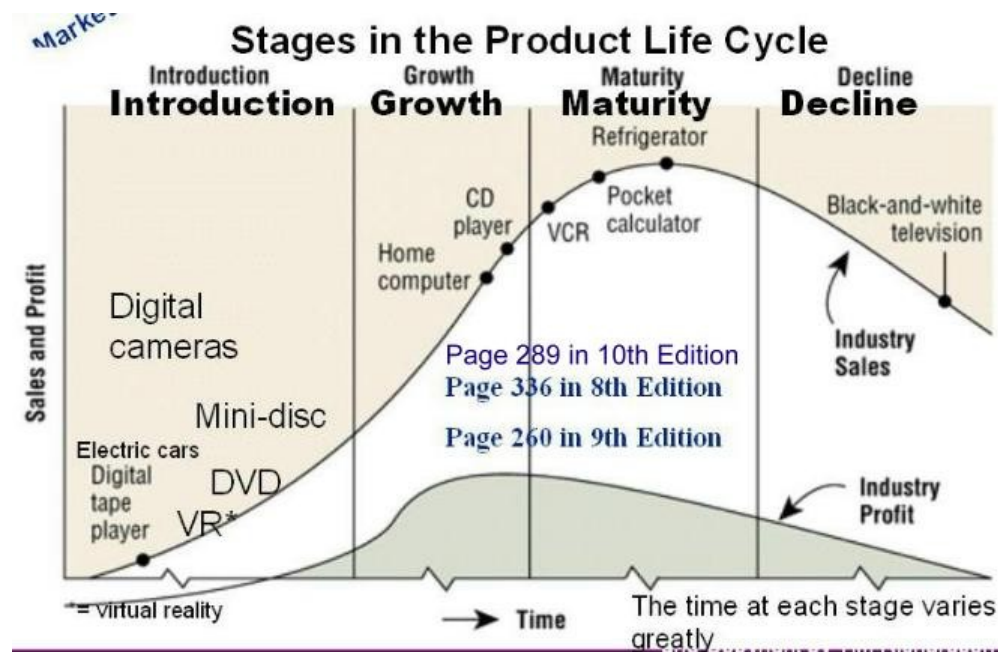 Stages in the Product Life Cycle
Introduction
Growth
Maturity
Decline
Introduction
Growth
Maturity
Decline
Refrigerator
CD
player
VCR
Pocket
calculator
Black-and-white
television
Home
computer
Digital
cameras
Sales and Profit
Industry
Sales
Page 289 in 10th Edition
Page 336 in 8th Edition
Page 260 in 9th Edition
Mini-disc
Electric cars
Digital
tape
player
DVD
VR*
Industry
Profit
*= virtual reality
Time
The time at each stage varies
greatly